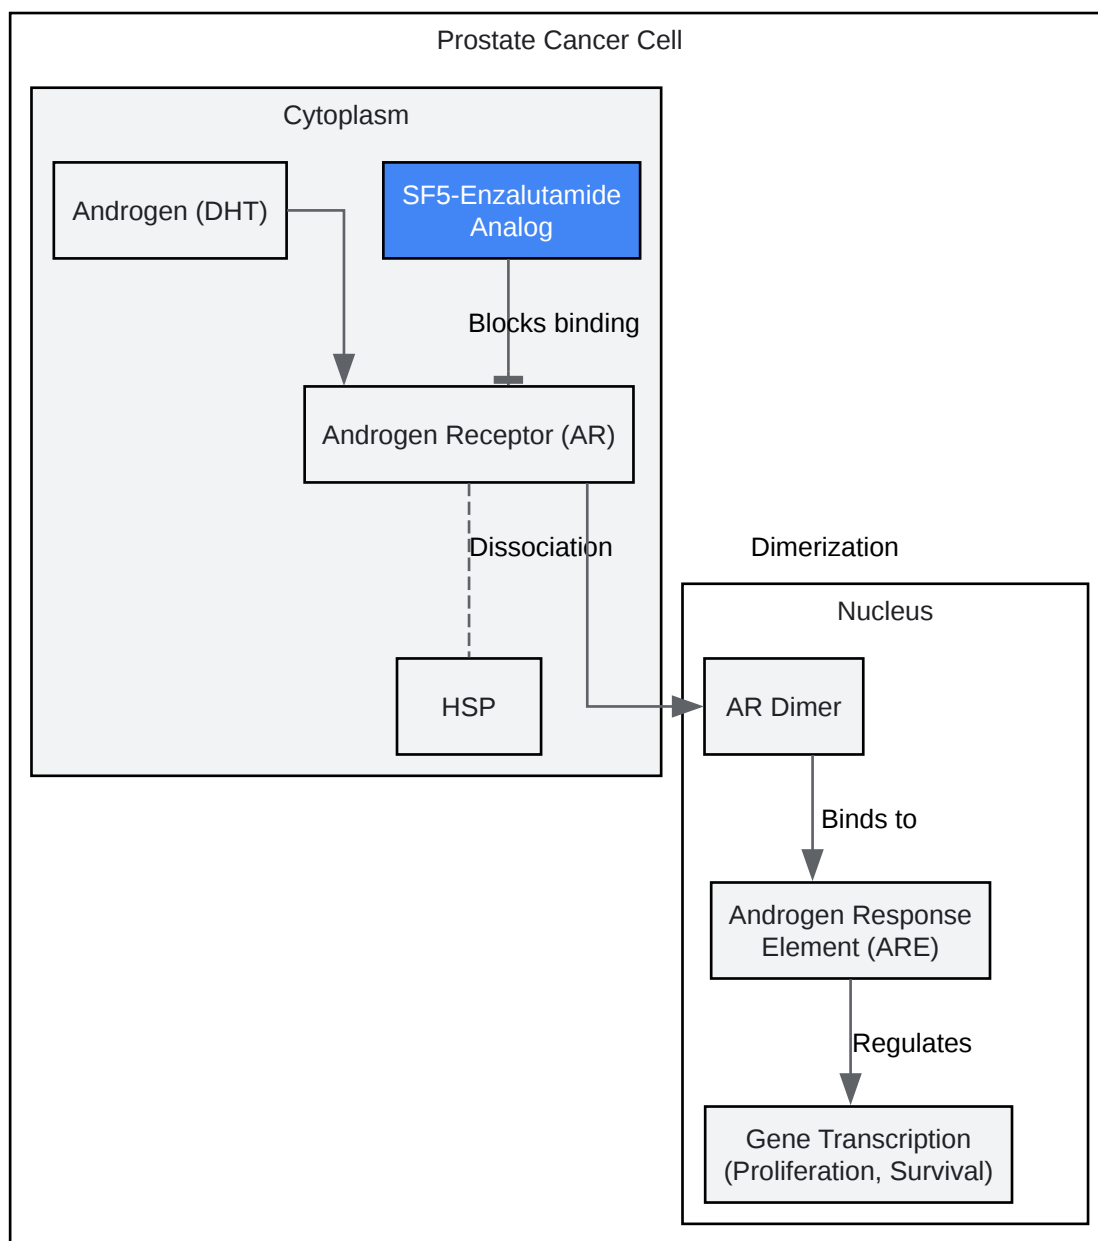 Prostate Cancer Cell
Cytoplasm
Androgen (DHT)
SF5-Enzalutamide
Analog
Blocks binding
Androgen Receptor (AR)
Dissociation
Dimerization
Nucleus
HSP
AR Dimer
Binds to
Androgen Response
Element (ARE)
Regulates
Gene Transcription
(Proliferation, Survival)